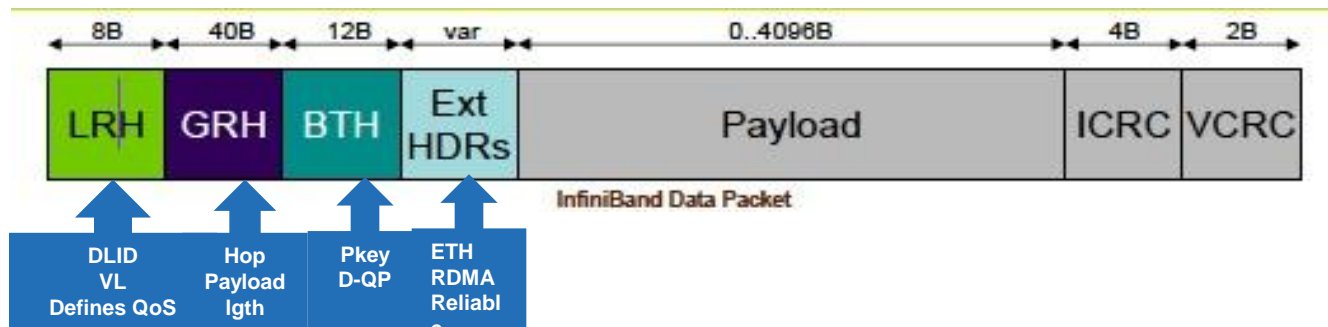 8B 40B 12B var 0..4096B 4B 2B
LRH GRH BTH Ext HDRs Payload ICRC VCRC
InfiniBand Data Packet
DLID
VL
Defines QoS
Hop
Payload
lgth
Pkey
D-QP
ETH
RDMA
Reliabl